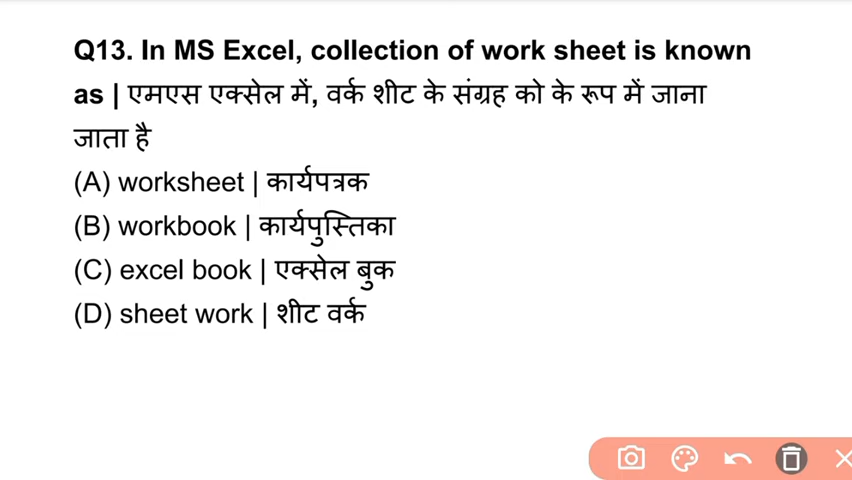 Q13. In MS Excel, collection of work sheet is known
as | एमएस एक्सेल में, वर्क शीट के संग्रह को के रूप में जाना
जाता है
(A) worksheet | कार्यपत्रक
(B) workbook | कार्यपुस्तिका
(C) excel book | एक्सेल बुक
(D) sheet work | शीट वर्क